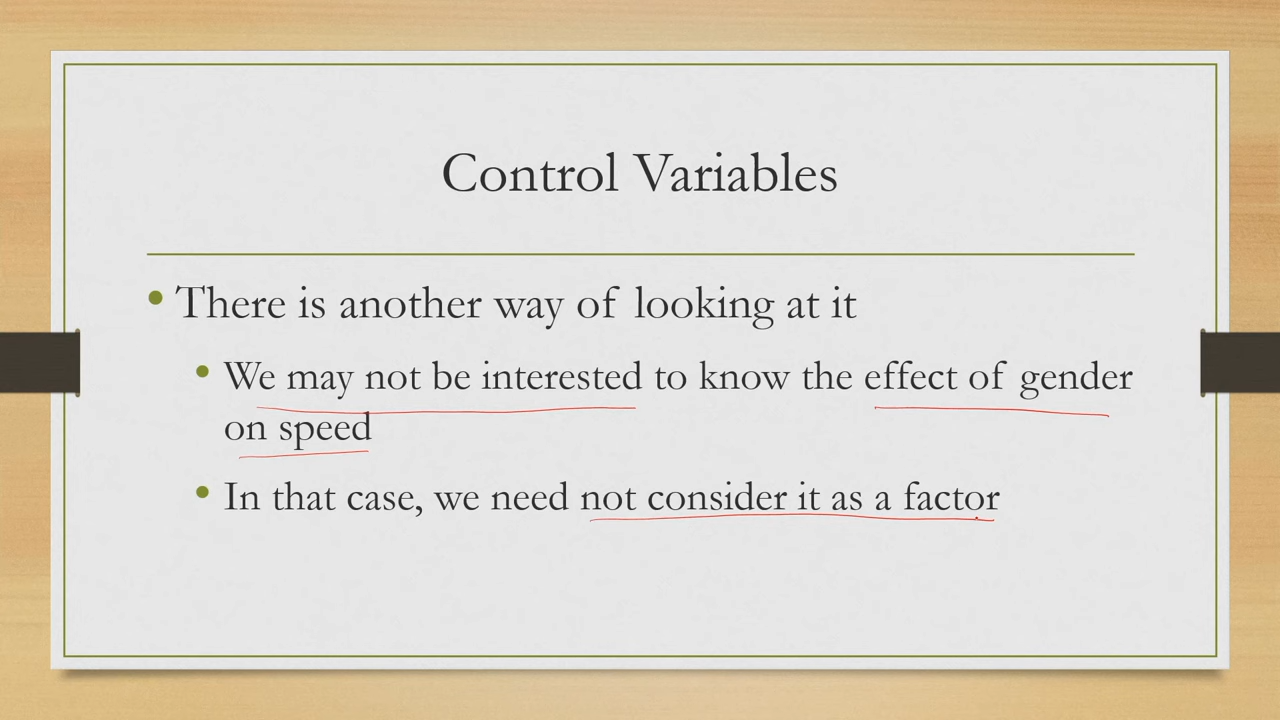 Control Variables
There is another way of looking at it
We may not be interested to know the effect of gender
on speed
In that case, we need not consider it as a factor